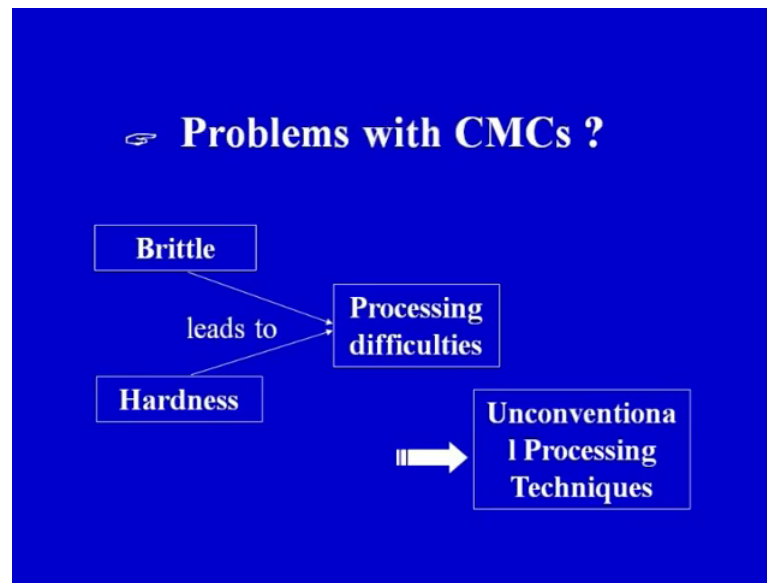 ☞ Problems with CMCs ?
Brittle
leads to
Hardness
Processing
difficulties
Unconventiona
l Processing
Techniques